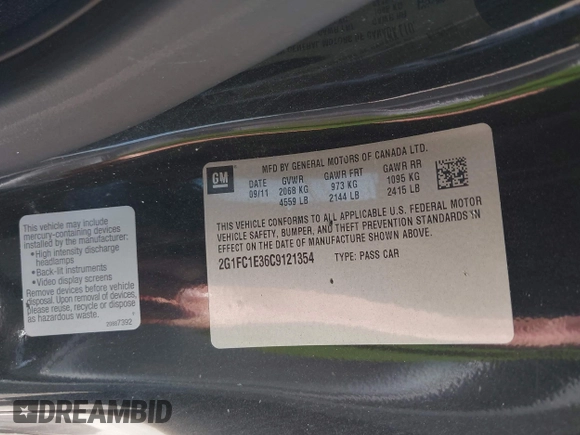 MFD BY GENERAL MOTORS OF CANADA LTD.
GM
DATE GVWR GAWR FRT GAWR RR
09/11 2068 KG 973 KG 1095 KG
4559 LB 2144 LB 2415 LB
THIS VEHICLE CONFORMS TO ALL APPLICABLE U.S. FEDERAL MOTOR
VEHICLE SAFETY, BUMPER, AND THEFT PREVENTION STANDARDS IN
EFFECT ON THE DATE OF MANUFACTURE SHOWN ABOVE.
2G1FC1E36C9121354 TYPE: PASS CAR
This vehicle may include
mercury-containing devices
installed by the manufacturer:
• High intensity discharge
headlamps
• Back-lit instruments
• Video display screens
Remove devices before vehicle
disposal. Upon removal of devices,
please reuse, recycle or dispose
as hazardous waste.
DREAMBID